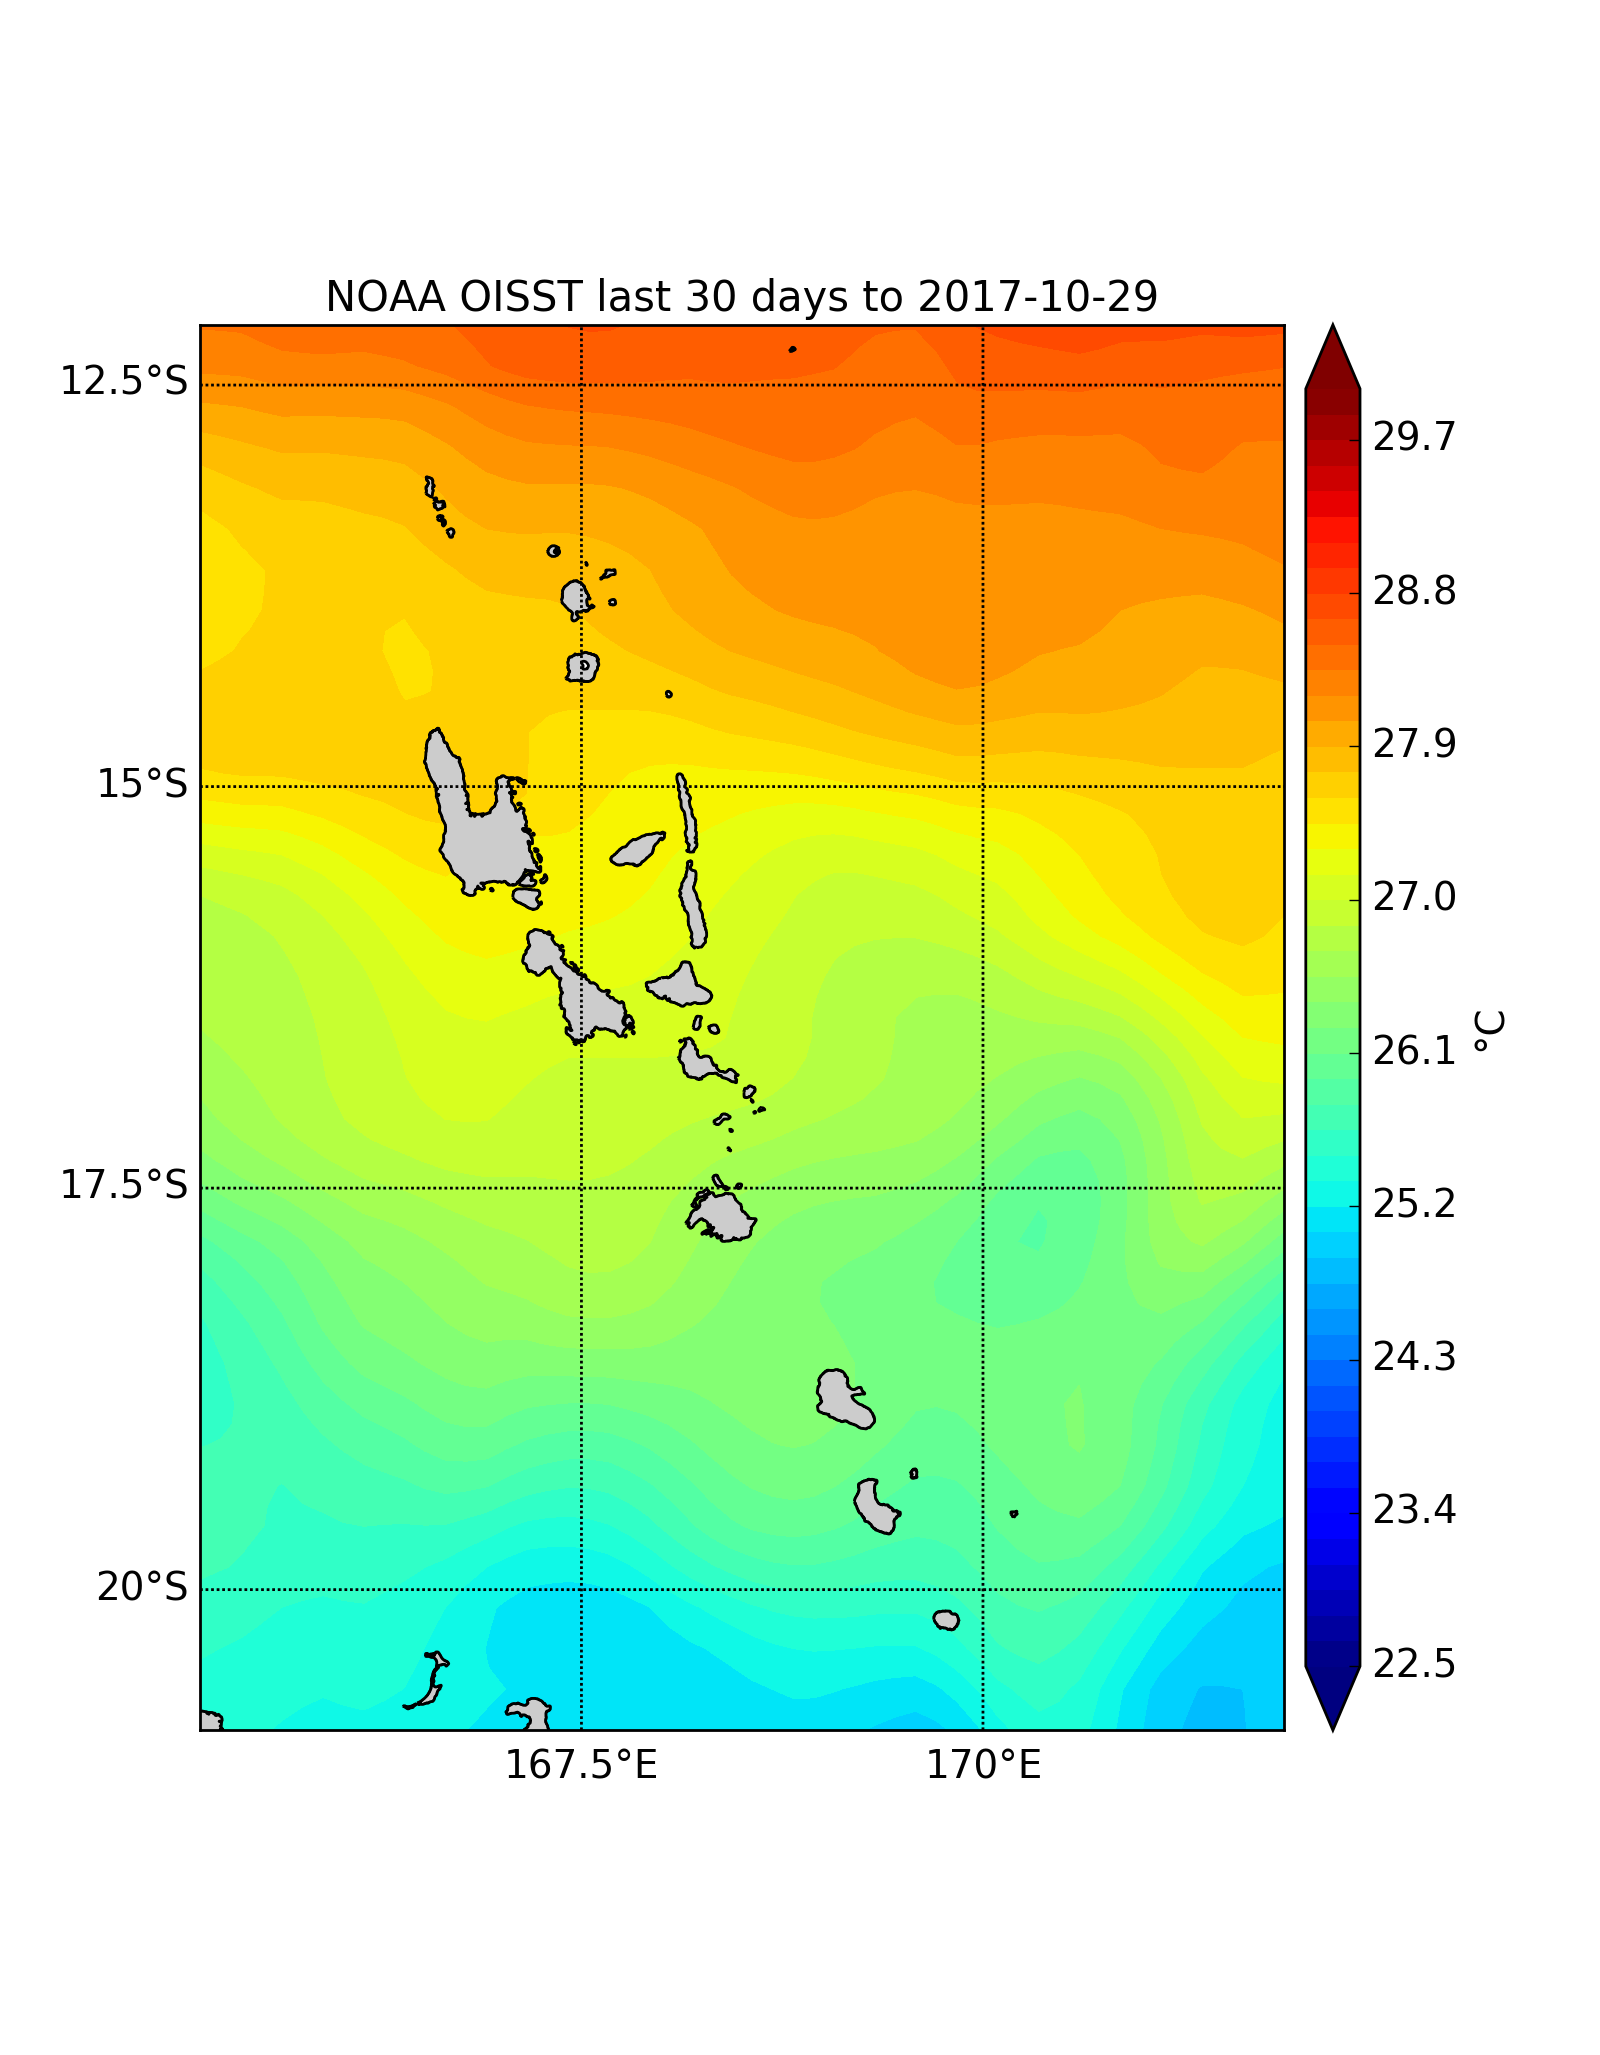 NOAA OISST last 30 days to 2017-10-29
12.5°S
15°S
17.5°S
20°S
167.5°E
170°E
29.7
28.8
27.9
27.0
26.1
25.2
24.3
23.4
22.5
°C